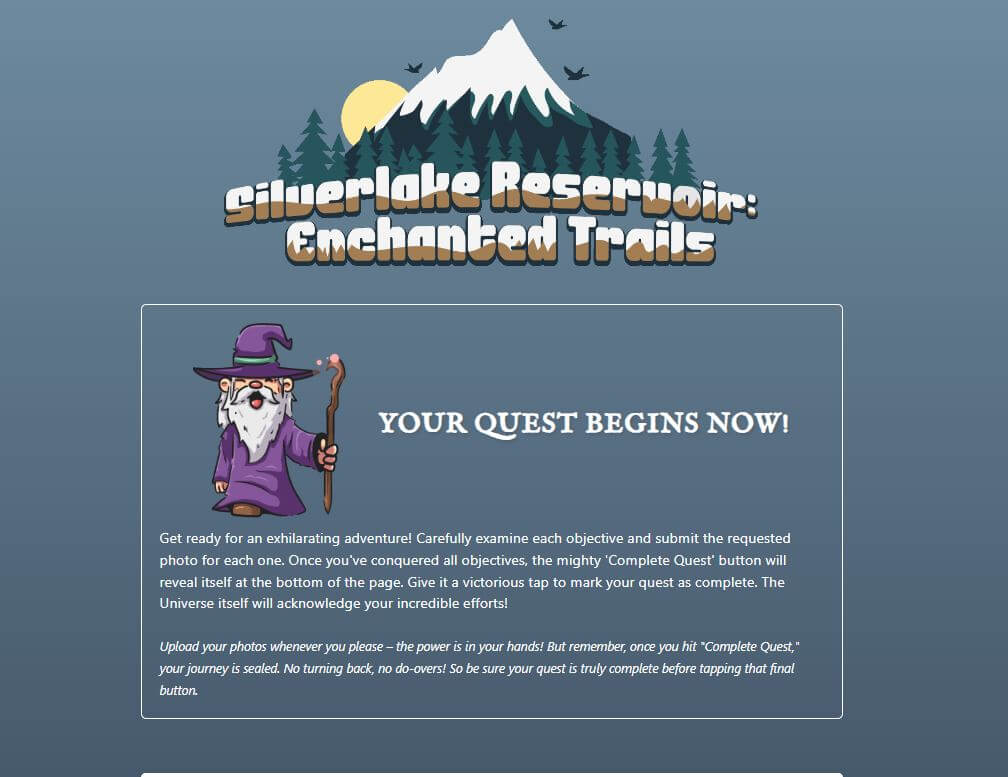 Silverlake Reservoir:
Enchanted Trails
YOUR QUEST BEGINS NOW!
Get ready for an exhilarating adventure! Carefully examine each objective and submit the requested
photo for each one. Once you've conquered all objectives, the mighty 'Complete Quest' button will
reveal itself at the bottom of the page. Give it a victorious tap to mark your quest as complete. The
Universe itself will acknowledge your incredible efforts!
Upload your photos whenever you please – the power is in your hands! But remember, once you hit "Complete Quest,"
your journey is sealed. No turning back, no do-overs! So be sure your quest is truly complete before tapping that final
button.